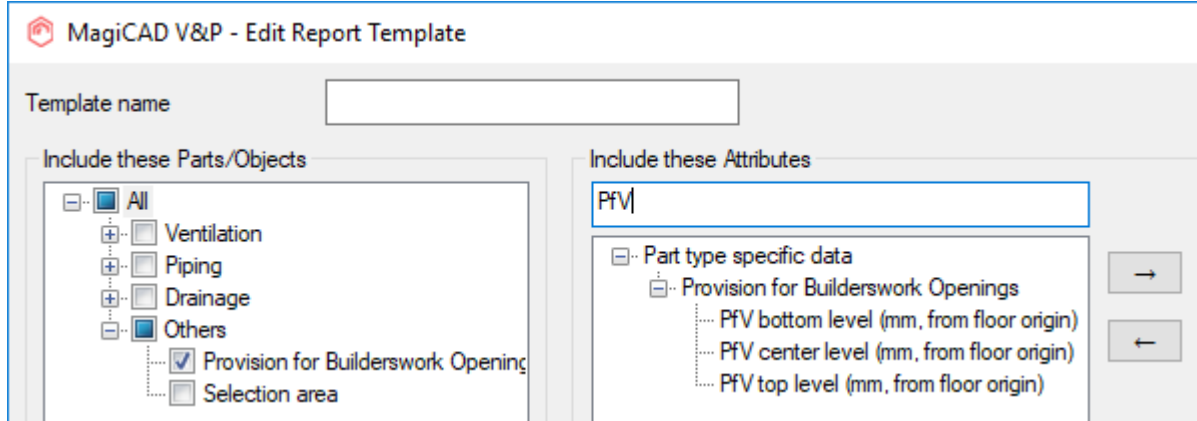 MagiCAD V&P - Edit Report Template
Template name
Include these Parts/Objects
All
Ventilation
Piping
Drainage
Others
Provision for Builderswork Opening
Selection area
Include these Attributes
PfV
Part type specific data
Provision for Builderswork Openings
PfV bottom level (mm, from floor origin)
PfV center level (mm, from floor origin)
PfV top level (mm, from floor origin)
→
←